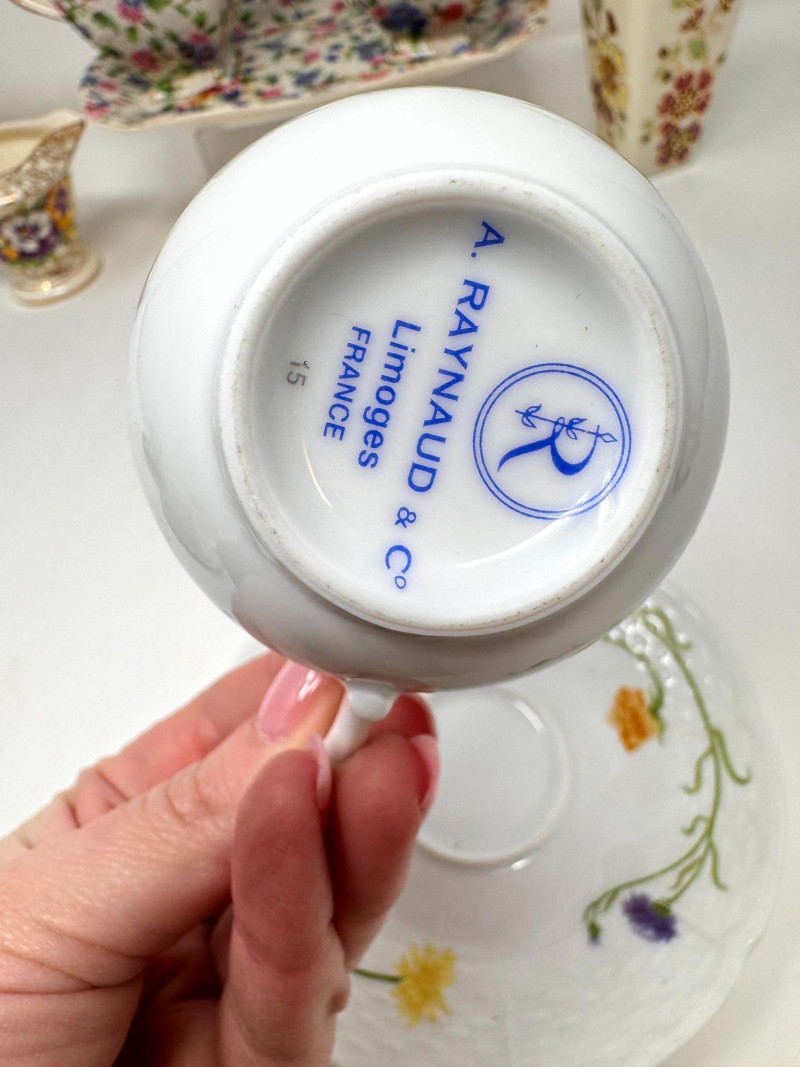 R
A. RAYNAUD & Cº
Limoges
FRANCE
15